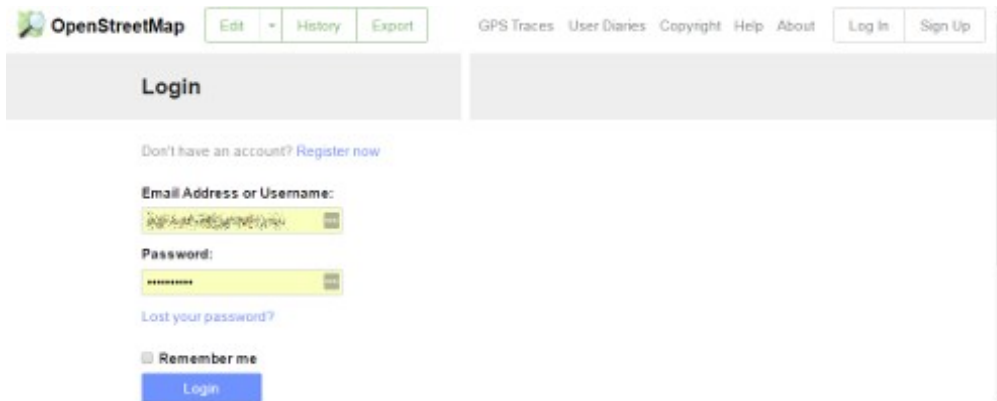 OpenStreetMap Edit History Export GPS Traces User Diaries Copyright Help About Log In Sign Up
Login
Don't have an account? Register now
Email Address or Username:
Password:
Lost your password?
Remember me
Login